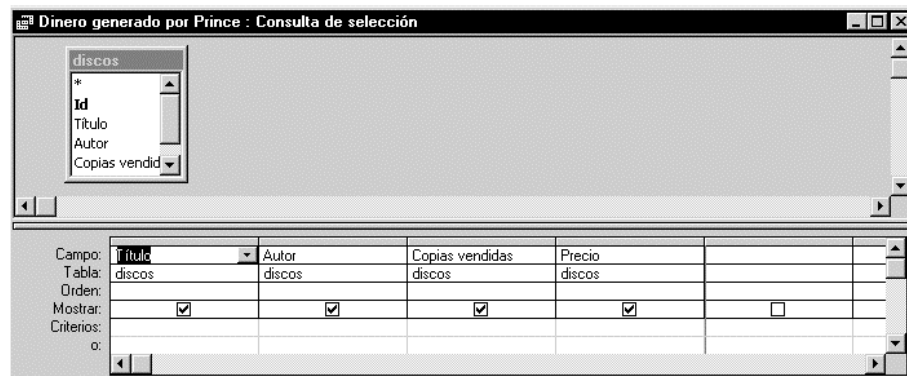 Dinero generado por Prince : Consulta de selección
discos
*
Id
Título
Autor
Copias vendid
Campo: Título Autor Copias vendidas Precio
Tabla: discos discos discos discos
Orden:
Mostrar:
Criterios:
o: